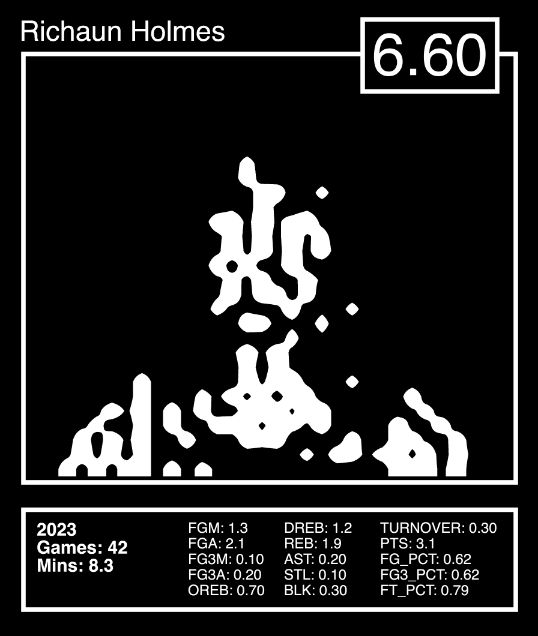 Richaun Holmes
6.60
2023
Games: 42
Mins: 8.3
FGM: 1.3
FGA: 2.1
FG3M: 0.10
FG3A: 0.20
OREB: 0.70
DREB: 1.2
REB: 1.9
AST: 0.20
STL: 0.10
BLK: 0.30
TURNOVER: 0.30
PTS: 3.1
FG_PCT: 0.62
FG3_PCT: 0.62
FT_PCT: 0.79